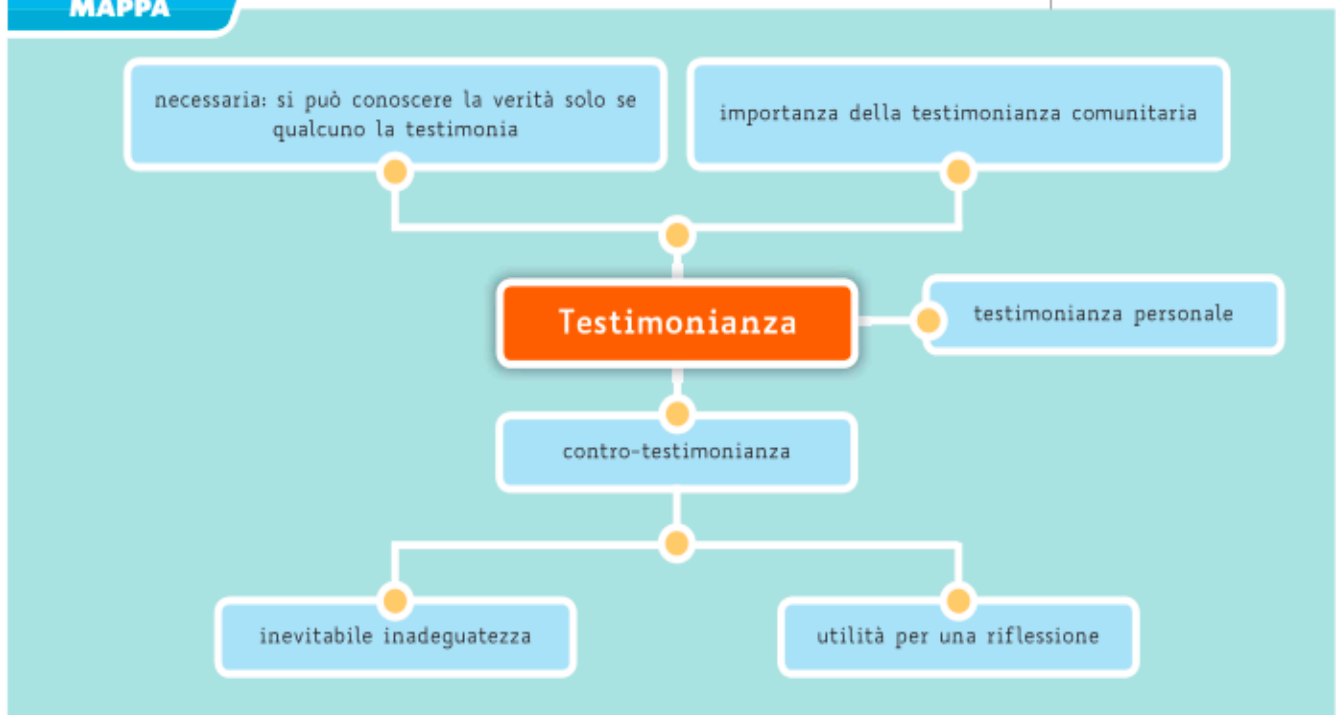 MAPPA
necessaria: si può conoscere la verità solo se
qualcuno la testimonia
importanza della testimonianza comunitaria
Testimonianza
testimonianza personale
contro-testimonianza
inevitabile inadeguatezza
utilità per una riflessione